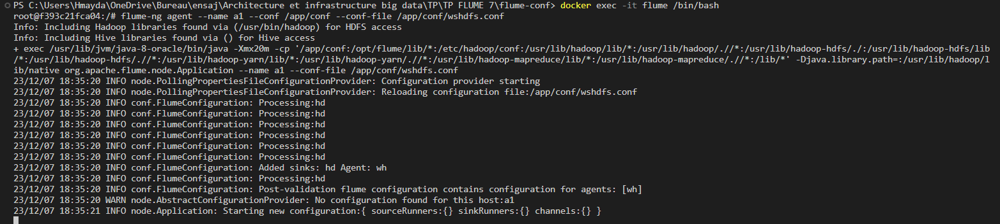 PS C:\Users\Hmayda\OneDrive\Bureau\ensaj\Architecture et infrastructure big data\TP\TP FLUME 7\flume-conf> docker exec -it flume /bin/bash
root@f393c21fca04:/# flume-ng agent --name a1 --conf /app/conf --conf-file /app/conf/wshdfs.conf
Info: Including Hadoop libraries found via (/usr/bin/hadoop) for HDFS access
Info: Including Hive libraries found via () for Hive access
+ exec /usr/lib/jvm/java-8-oracle/bin/java -Xmx20m -cp '/app/conf:/opt/flume/lib/*:/etc/hadoop/conf:/usr/lib/hadoop/lib/*:/usr/lib/hadoop/.//*:/usr/lib/hadoop-hdfs/./:/usr/lib/hadoop-hdfs/lib
/*:/usr/lib/hadoop-hdfs/.//*:/usr/lib/hadoop-yarn/lib/*:/usr/lib/hadoop-yarn/.//*:/usr/lib/hadoop-mapreduce/lib/*:/usr/lib/hadoop-mapreduce/.//*:/lib/*' -Djava.library.path=:/usr/lib/hadoop/l
ib/native org.apache.flume.node.Application --name a1 --conf-file /app/conf/wshdfs.conf
23/12/07 18:35:20 INFO node.PollingPropertiesFileConfigurationProvider: Configuration provider starting
23/12/07 18:35:20 INFO node.PollingPropertiesFileConfigurationProvider: Reloading configuration file:/app/conf/wshdfs.conf
23/12/07 18:35:20 INFO conf.FlumeConfiguration: Processing:hd
23/12/07 18:35:20 INFO conf.FlumeConfiguration: Processing:hd
23/12/07 18:35:20 INFO conf.FlumeConfiguration: Processing:hd
23/12/07 18:35:20 INFO conf.FlumeConfiguration: Processing:hd
23/12/07 18:35:20 INFO conf.FlumeConfiguration: Processing:hd
23/12/07 18:35:20 INFO conf.FlumeConfiguration: Processing:hd
23/12/07 18:35:20 INFO conf.FlumeConfiguration: Added sinks: hd Agent: wh
23/12/07 18:35:20 INFO conf.FlumeConfiguration: Processing:hd
23/12/07 18:35:20 INFO conf.FlumeConfiguration: Post-validation flume configuration contains configuration for agents: [wh]
23/12/07 18:35:20 WARN node.AbstractConfigurationProvider: No configuration found for this host:a1
23/12/07 18:35:21 INFO node.Application: Starting new configuration:{ sourceRunners:{} sinkRunners:{} channels:{} }